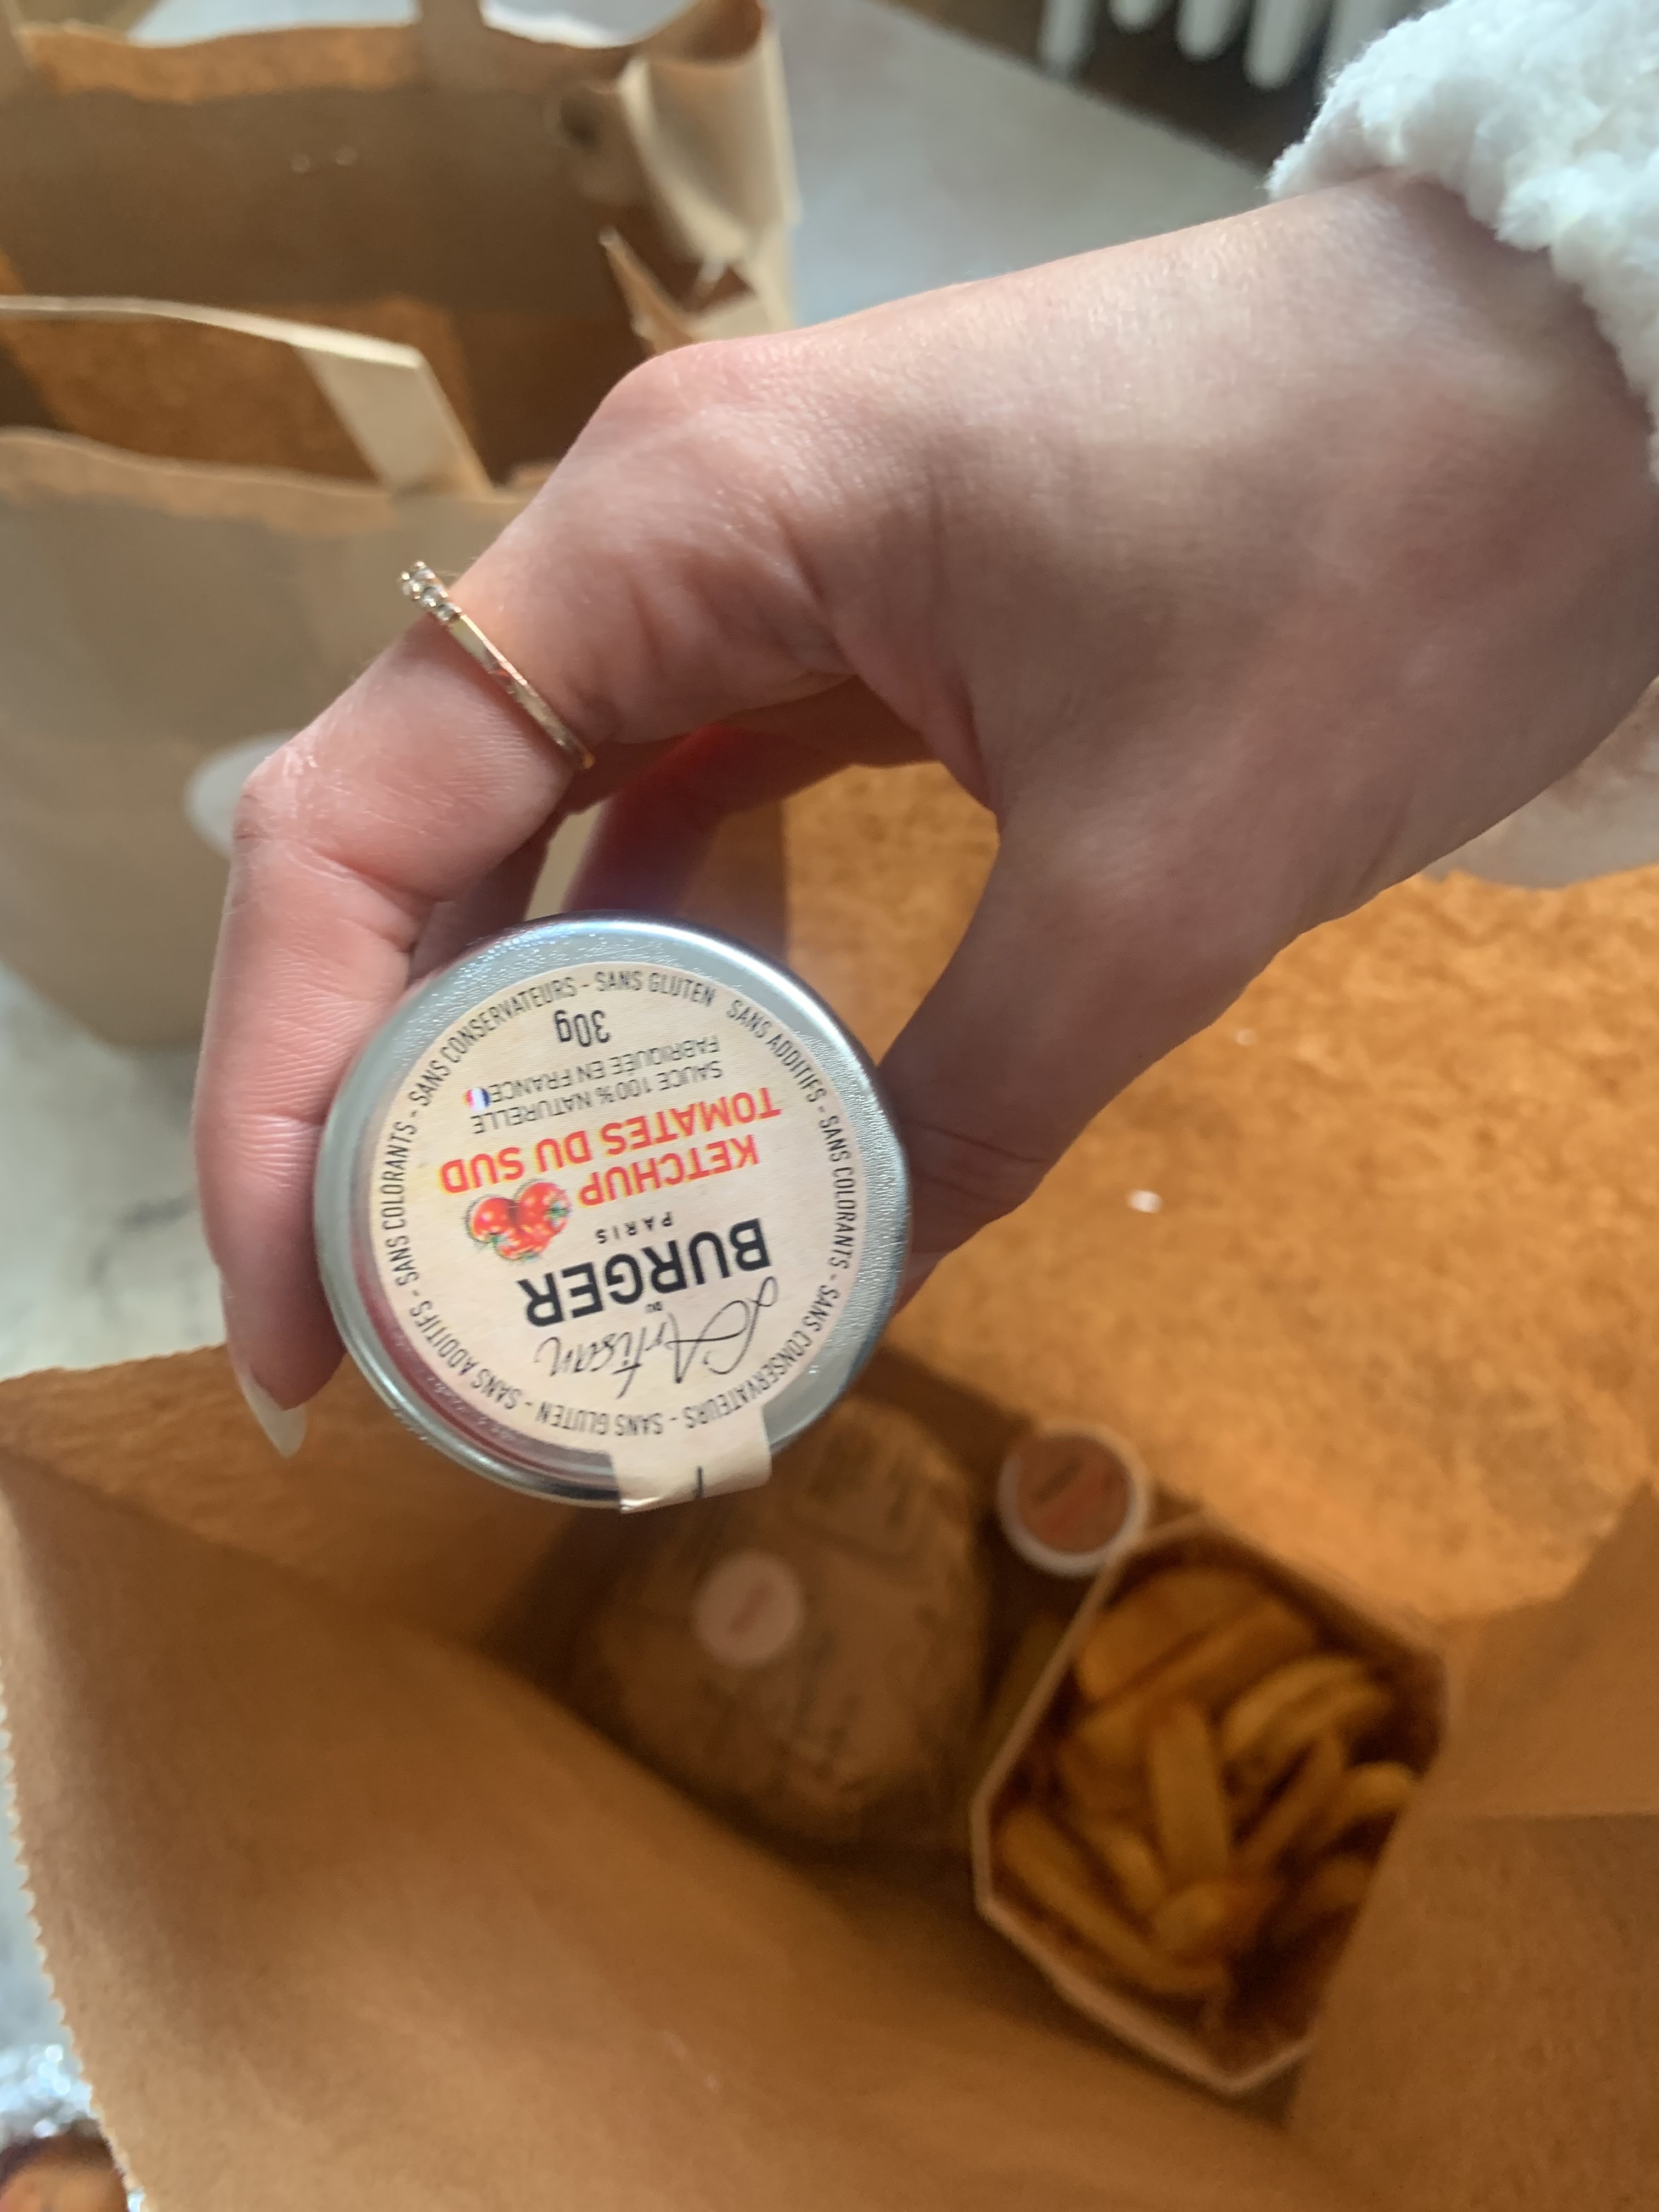 L'Artisan
DU
BURGER
PARIS
KETCHUP
TOMATES DU SUD
SAUCE 100% NATURELLE
FABRIQUÉE EN FRANCE
30g
SANS ADDITIFS - SANS COLORANTS - SANS CONSERVATEURS - SANS GLUTEN - SANS ADDITIFS - SANS COLORANTS - SANS CONSERVATEURS - SANS GLUTEN